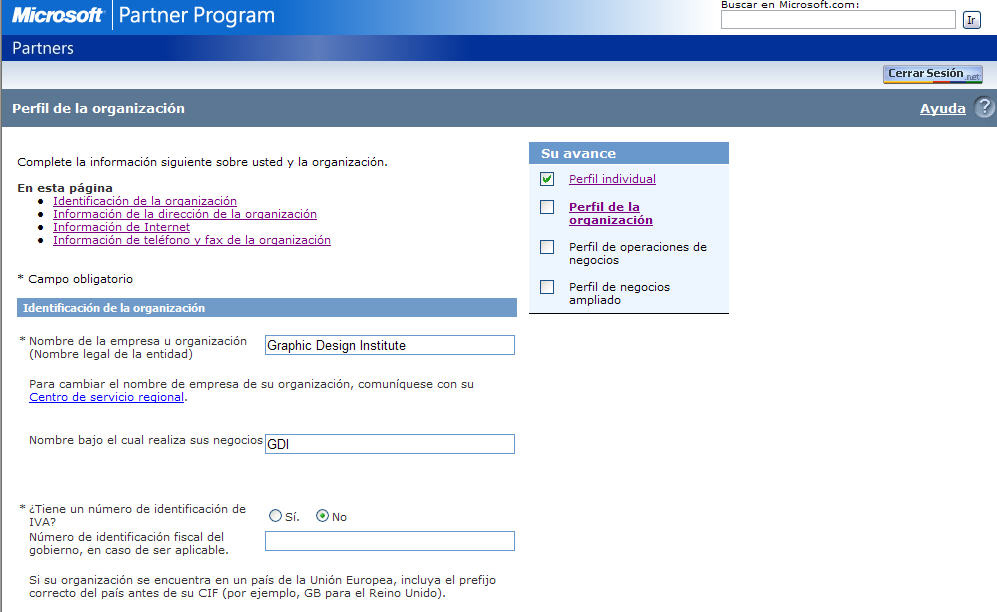 Microsoft Partner Program
Buscar en Microsoft.com:
Ir
Partners
Cerrar Sesión .net
Perfil de la organización
Ayuda ?
Complete la información siguiente sobre usted y la organización.
En esta página
• Identificación de la organización
• Información de la dirección de la organización
• Información de Internet
• Información de teléfono y fax de la organización
* Campo obligatorio
Su avance
Perfil individual
Perfil de la
organización
Perfil de operaciones de
negocios
Perfil de negocios
ampliado
Identificación de la organización
* Nombre de la empresa u organización
(Nombre legal de la entidad)
Graphic Design Institute
Para cambiar el nombre de empresa de su organización, comuníquese con su
Centro de servicio regional.
Nombre bajo el cual realiza sus negocios
GDI
* ¿Tiene un número de identificación de
IVA?
Sí. No
Número de identificación fiscal del
gobierno, en caso de ser aplicable.
Si su organización se encuentra en un país de la Unión Europea, incluya el prefijo
correcto del país antes de su CIF (por ejemplo, GB para el Reino Unido).